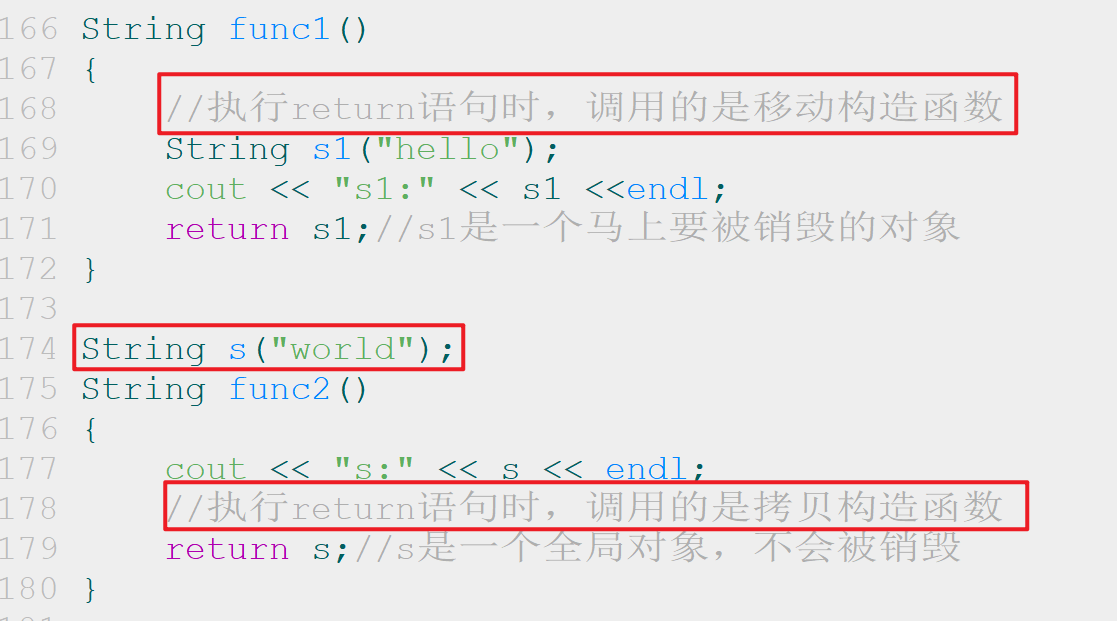 166 String func1()
167 {
168     //执行return语句时，调用的是移动构造函数
169     String s1("hello");
170     cout << "s1:" << s1 <<endl;
171     return s1;//s1是一个马上要被销毁的对象
172 }
173
174 String s("world");
175 String func2()
176 {
177     cout << "s:" << s << endl;
178     //执行return语句时，调用的是拷贝构造函数
179     return s;//s是一个全局对象，不会被销毁
180 }